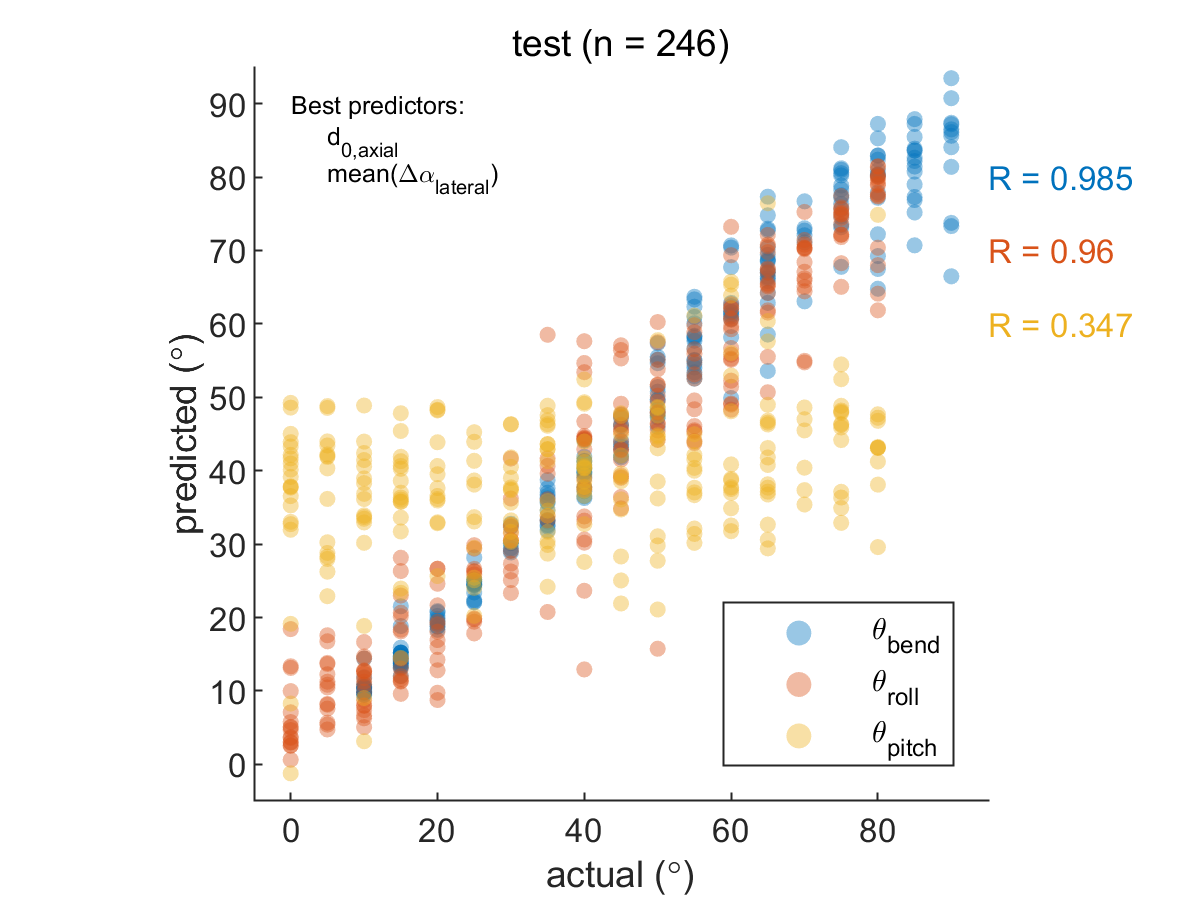 test (n = 246)
Best predictors:
d0,axial
mean(Δαlateral)
90
80
70
60
50
40
30
20
10
0
predicted (°)
0 20 40 60 80
actual (°)
R = 0.985
R = 0.96
R = 0.347
θbend
θroll
θpitch